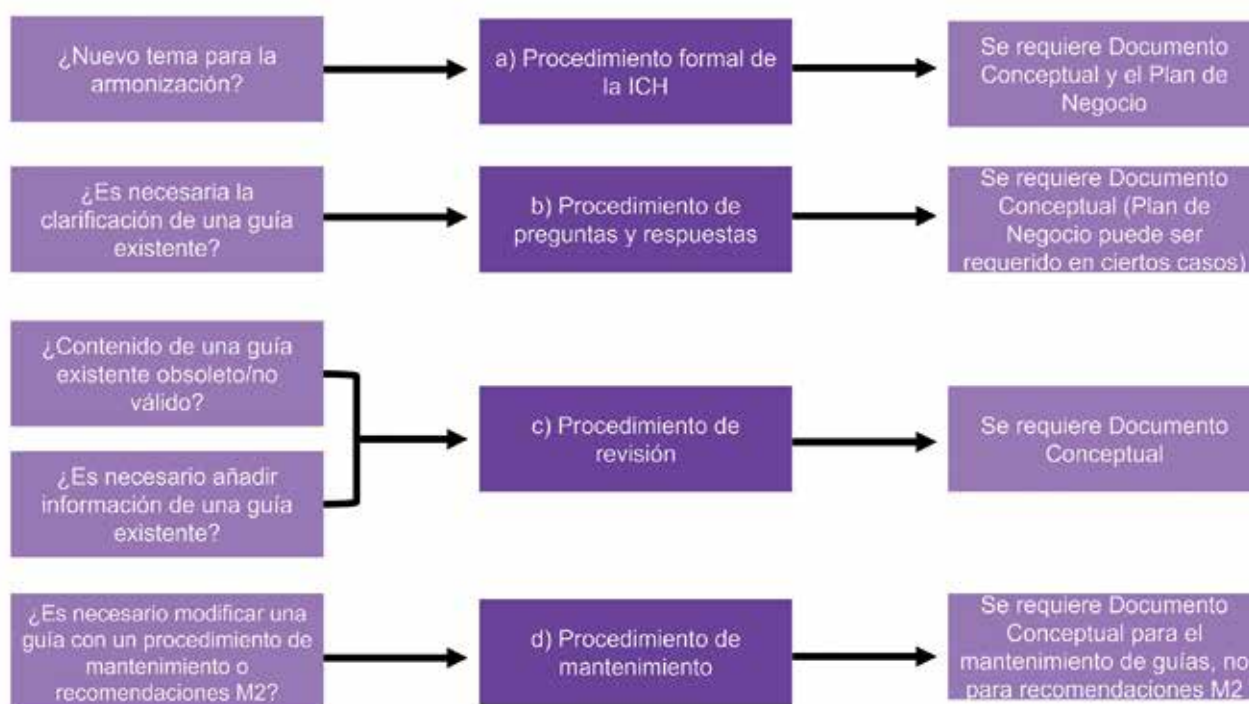 ¿Nuevo tema para la
armonización?
a) Procedimiento formal de
la ICH
Se requiere Documento
Conceptual y el Plan de
Negocio
¿Es necesaria la
clarificación de una guía
existente?
b) Procedimiento de
preguntas y respuestas
Se requiere Documento
Conceptual (Plan de
Negocio puede ser
requerido en ciertos casos)
¿Contenido de una guía
existente obsoleto/no
válido?
¿Es necesario añadir
información de una guía
existente?
c) Procedimiento de
revisión
Se requiere Documento
Conceptual
¿Es necesario modificar una
guía con un procedimiento de
mantenimiento o
recomendaciones M2?
d) Procedimiento de
mantenimiento
Se requiere Documento
Conceptual para el
mantenimiento de guías, no
para recomendaciones M2